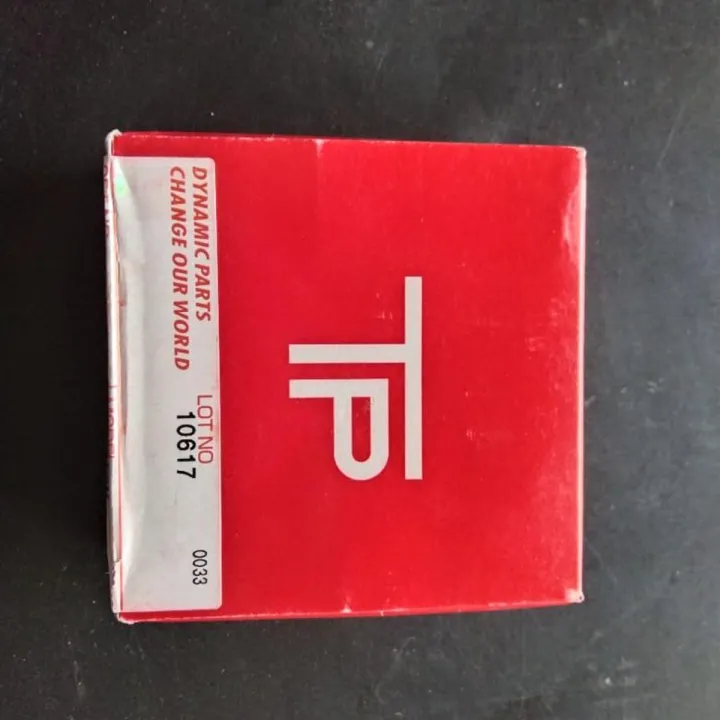 DYNAMIC PARTS
CHANGE OUR WORLD
LOT NO
10617
0033
TP